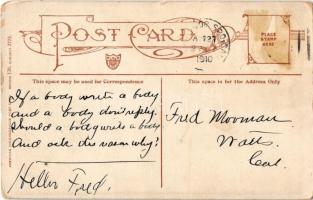 POST CARD
PLACE
STAMP
HERE
1910
This space may be used for Correspondence
This space is for the Address Only
If a body write a body
and a body don't reply.
Should a body write a body
And ask the reason why?
Hello Fred.
Fred Moorman
Watts.
Cal.